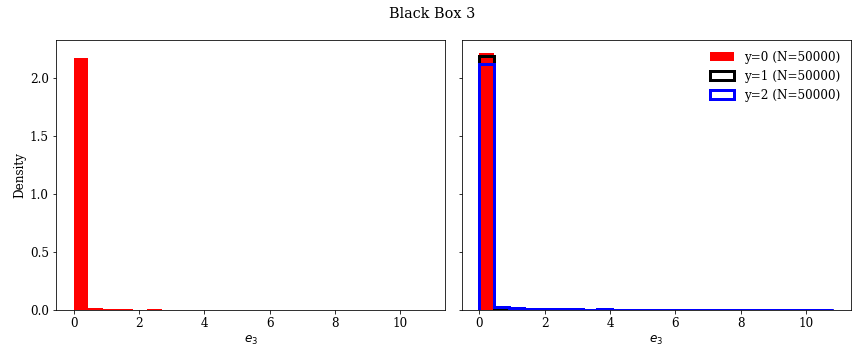 Black Box 3
Density
2.0
1.5
1.0
0.5
0.0
0 2 4 6 8 10
e3
y=0 (N=50000)
y=1 (N=50000)
y=2 (N=50000)
0 2 4 6 8 10
e3